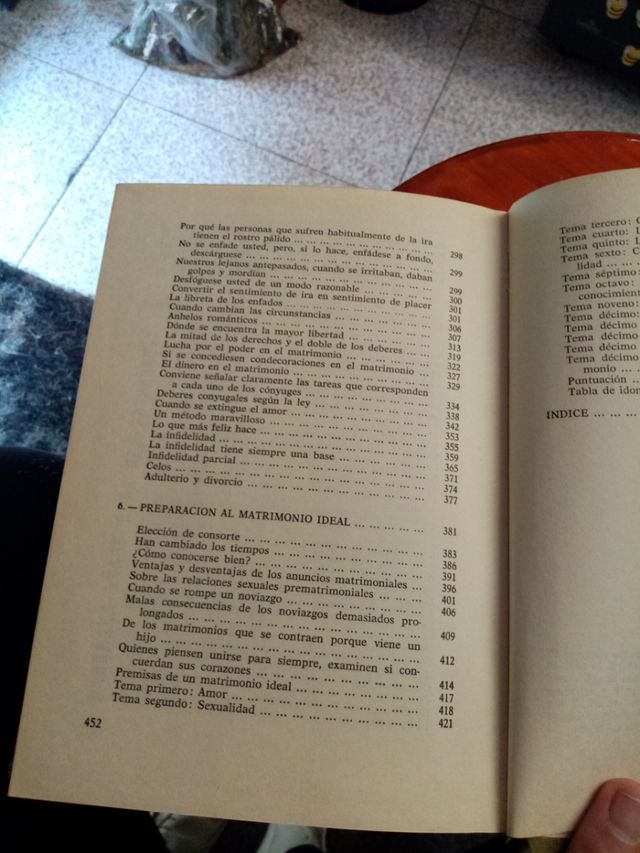 Por qué las personas que sufren habitualmente de la ira
tienen el rostro pálido ... ... ... ... ... ... ... ... ... 298
No se enfade usted, pero, si lo hace, enfádese a fondo,
descárguese ... ... ... ... ... ... ... ... ... ... ... 299
Nuestros lejanos antepasados, cuando se irritaban, daban
golpes y mordían ... ... ... ... ... ... ... ... ... 299
Desfóguese usted de un modo razonable ... ... ... ... 300
Convertir el sentimiento de ira en sentimiento de placer 301
La libreta de los enfados ... ... ... ... ... ... ... ... 301
Cuando cambian las circunstancias ... ... ... ... ... ... 306
Anhelos románticos ... ... ... ... ... ... ... ... ... 307
Dónde se encuentra la mayor libertad ... ... ... ... ... 313
La mitad de los derechos y el doble de los deberes ... ... 319
Lucha por el poder en el matrimonio ... ... ... ... ... 322
Si se concediesen condecoraciones en el matrimonio ... 327
El dinero en el matrimonio ... ... ... ... ... ... ... 329
Conviene señalar claramente las tareas que corresponden
a cada uno de los cónyuges ... ... ... ... ... ... ... 334
Deberes conyugales según la ley ... ... ... ... ... ... 338
Cuando se extingue el amor ... ... ... ... ... ... ... 342
Un método maravilloso ... ... ... ... ... ... ... ... 353
Lo que más feliz hace ... ... ... ... ... ... ... ... 355
La infidelidad ... ... ... ... ... ... ... ... ... ... 359
La infidelidad tiene siempre una base ... ... ... ... ... 365
Infidelidad parcial ... ... ... ... ... ... ... ... ... 371
Celos ... ... ... ... ... ... ... ... ... ... ... ... 374
Adulterio y divorcio ... ... ... ... ... ... ... ... ... 377
6. — PREPARACION AL MATRIMONIO IDEAL ... ... ... ... 381
Elección de consorte ... ... ... ... ... ... ... ... ... 383
Han cambiado los tiempos ... ... ... ... ... ... ... ... 386
¿Cómo conocerse bien? ... ... ... ... ... ... ... ... 391
Ventajas y desventajas de los anuncios matrimoniales ... 396
Sobre las relaciones sexuales prematrimoniales ... ... ... 401
Cuando se rompe un noviazgo ... ... ... ... ... ... ... 406
Malas consecuencias de los noviazgos demasiados pro-
longados ... ... ... ... ... ... ... ... ... ... ... 409
De los matrimonios que se contraen porque viene un
hijo ... ... ... ... ... ... ... ... ... ... ... ... 412
Quienes piensen unirse para siempre, examinen si con-
cuerdan sus corazones ... ... ... ... ... ... ... ... 414
Premisas de un matrimonio ideal ... ... ... ... ... ... 417
Tema primero: Amor ... ... ... ... ... ... ... ... ... 418
Tema segundo: Sexualidad ... ... ... ... ... ... ... ... 421
452
Tema tercero:
Tema cuarto:
Tema quinto:
Tema sexto:
lidad ... ...
Tema séptimo
Tema octavo:
conocimien
Tema noveno:
Tema décimo:
Tema décimo
Tema décimo
Tema décimo
monio ...
Puntuación ...
Tabla de idon
INDICE ... ... ...